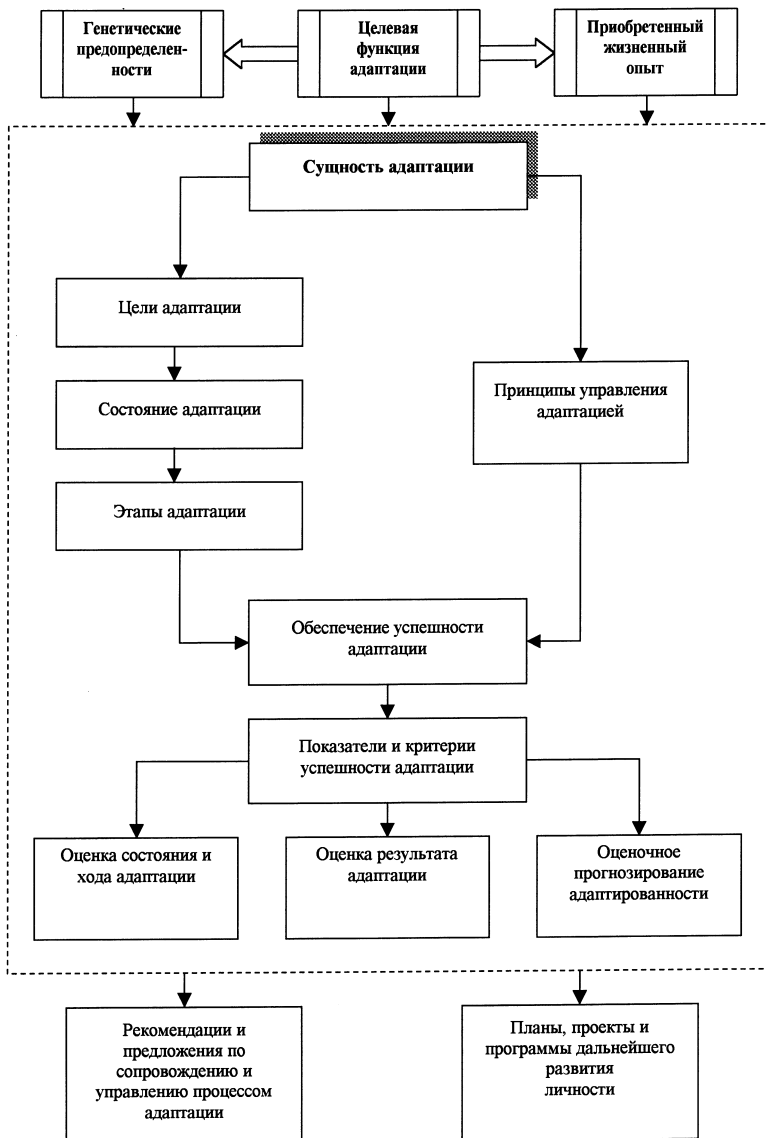 Генетические
предопределен-
ности
Целевая
функция
адаптации
Приобретенный
жизненный
опыт
Сущность адаптации
Цели адаптации
Состояние адаптации
Этапы адаптации
Принципы управления
адаптацией
Обеспечение успешности
адаптации
Показатели и критерии
успешности адаптации
Оценка состояния и
хода адаптации
Оценка результата
адаптации
Оценочное
прогнозирование
адаптированности
Рекомендации и
предложения по
сопровождению и
управлению процессом
адаптации
Планы, проекты и
программы дальнейшего
развития
личности